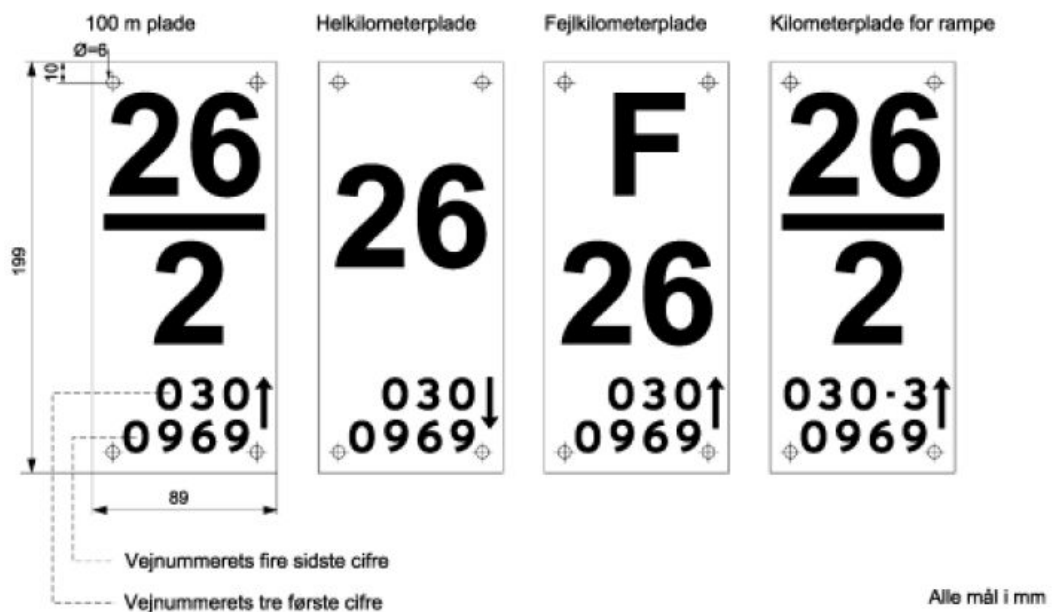 100 m plade
Helkilometerplade
Fejlkilometerplade
Kilometerplade for rampe
Ø=6
10
199
89
26
2
030↑
0969
26
030↓
0969
F
26
030↑
0969
26
2
030-3↑
0969
Vejnummerets fire sidste cifre
Vejnummerets tre første cifre
Alle mål i mm